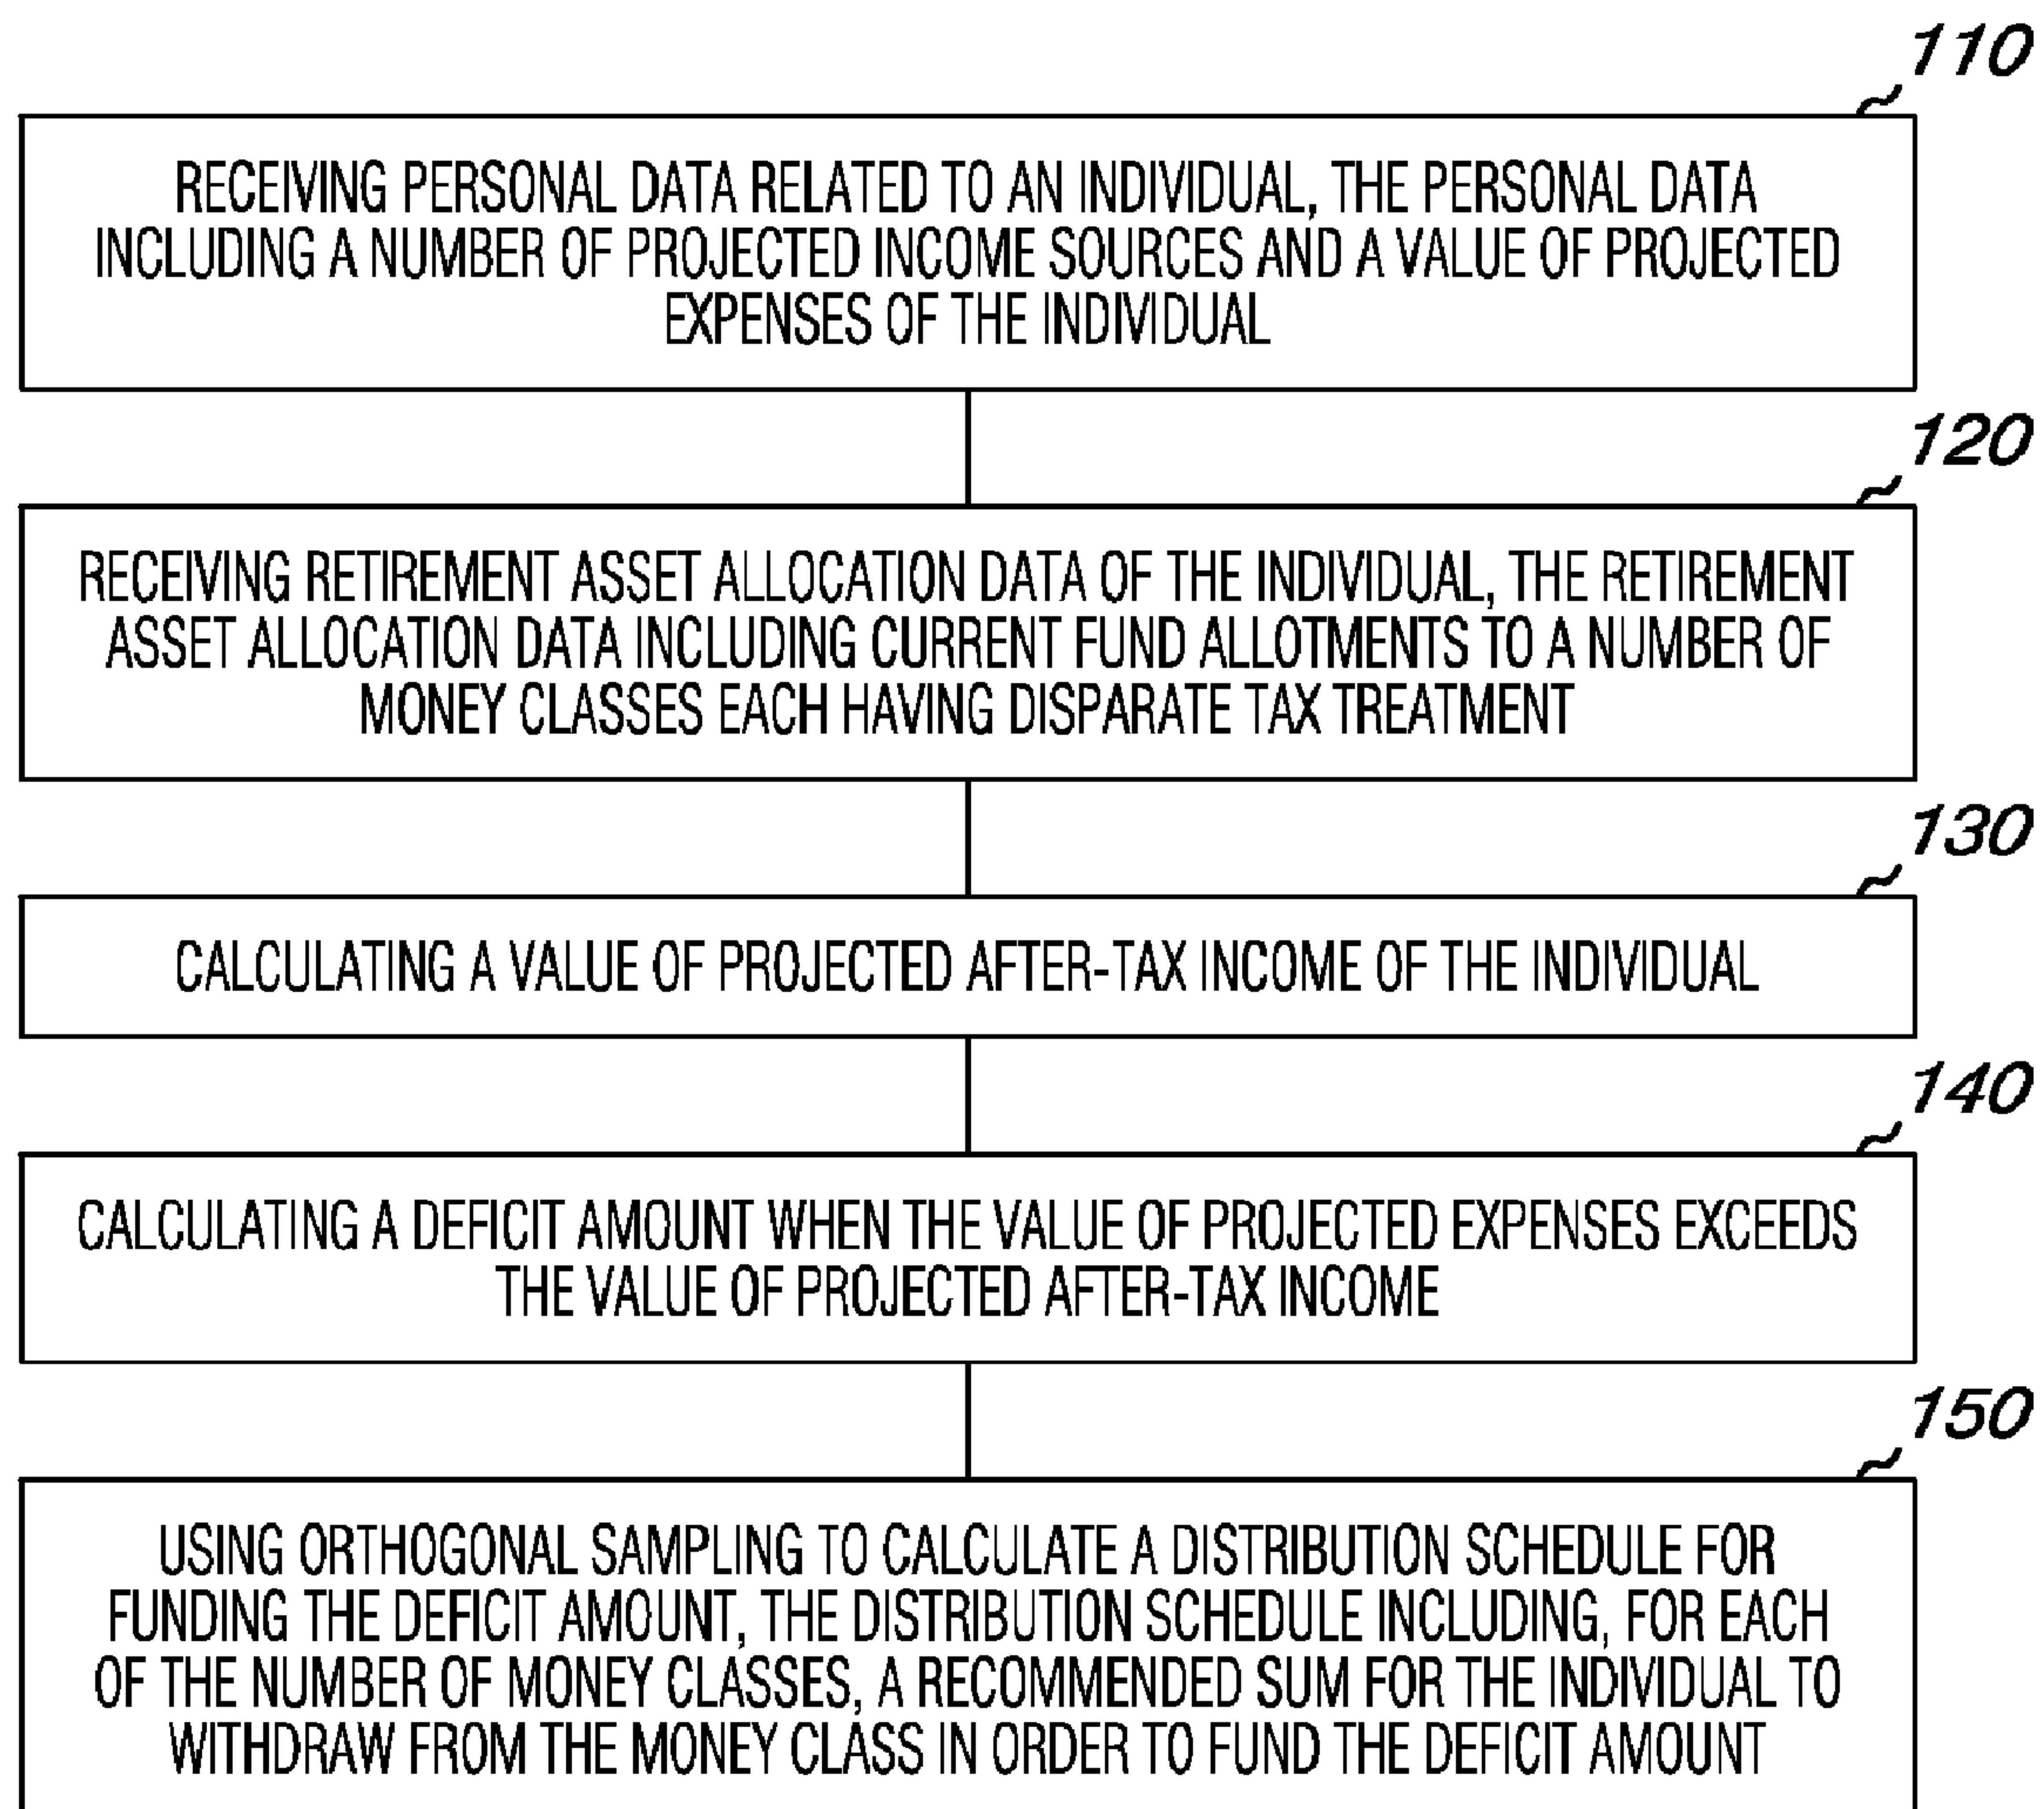 110
RECEIVING PERSONAL DATA RELATED TO AN INDIVIDUAL, THE PERSONAL DATA
INCLUDING A NUMBER OF PROJECTED INCOME SOURCES AND A VALUE OF PROJECTED
EXPENSES OF THE INDIVIDUAL
120
RECEIVING RETIREMENT ASSET ALLOCATION DATA OF THE INDIVIDUAL, THE RETIREMENT
ASSET ALLOCATION DATA INCLUDING CURRENT FUND ALLOTMENTS TO A NUMBER OF
MONEY CLASSES EACH HAVING DISPARATE TAX TREATMENT
130
CALCULATING A VALUE OF PROJECTED AFTER-TAX INCOME OF THE INDIVIDUAL
140
CALCULATING A DEFICIT AMOUNT WHEN THE VALUE OF PROJECTED EXPENSES EXCEEDS
THE VALUE OF PROJECTED AFTER-TAX INCOME
150
USING ORTHOGONAL SAMPLING TO CALCULATE A DISTRIBUTION SCHEDULE FOR
FUNDING THE DEFICIT AMOUNT, THE DISTRIBUTION SCHEDULE INCLUDING, FOR EACH
OF THE NUMBER OF MONEY CLASSES, A RECOMMENDED SUM FOR THE INDIVIDUAL TO
WITHDRAW FROM THE MONEY CLASS IN ORDER TO FUND THE DEFICIT AMOUNT